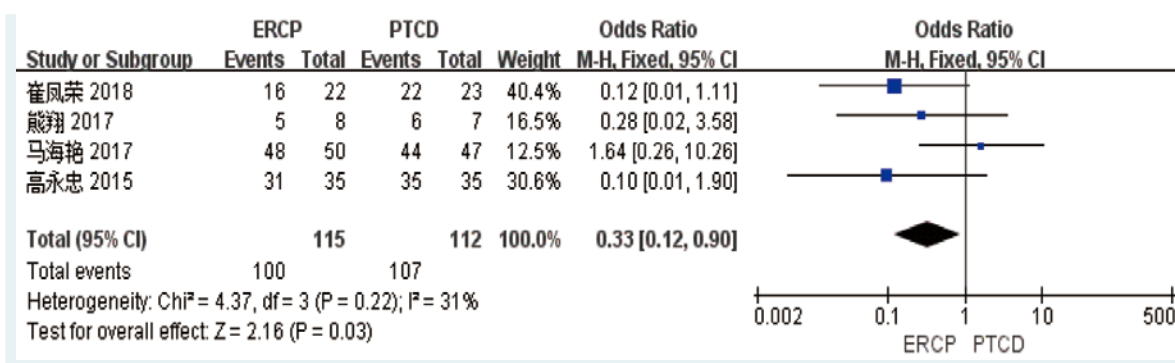 ERCP PTCD Odds Ratio Odds Ratio
Study or Subgroup Events Total Events Total Weight M-H, Fixed, 95% CI M-H, Fixed, 95% CI
崔凤荣 2018 16 22 22 23 40.4% 0.12 [0.01, 1.11]
熊翔 2017 5 8 6 7 16.5% 0.28 [0.02, 3.58]
马海艳 2017 48 50 44 47 12.5% 1.64 [0.26, 10.26]
高永忠 2015 31 35 35 35 30.6% 0.10 [0.01, 1.90]
Total (95% CI) 115 112 100.0% 0.33 [0.12, 0.90]
Total events 100 107
Heterogeneity: Chi² = 4.37, df = 3 (P = 0.22); I² = 31%
Test for overall effect: Z = 2.16 (P = 0.03)
0.002 0.1 1 10 500
ERCP PTCD